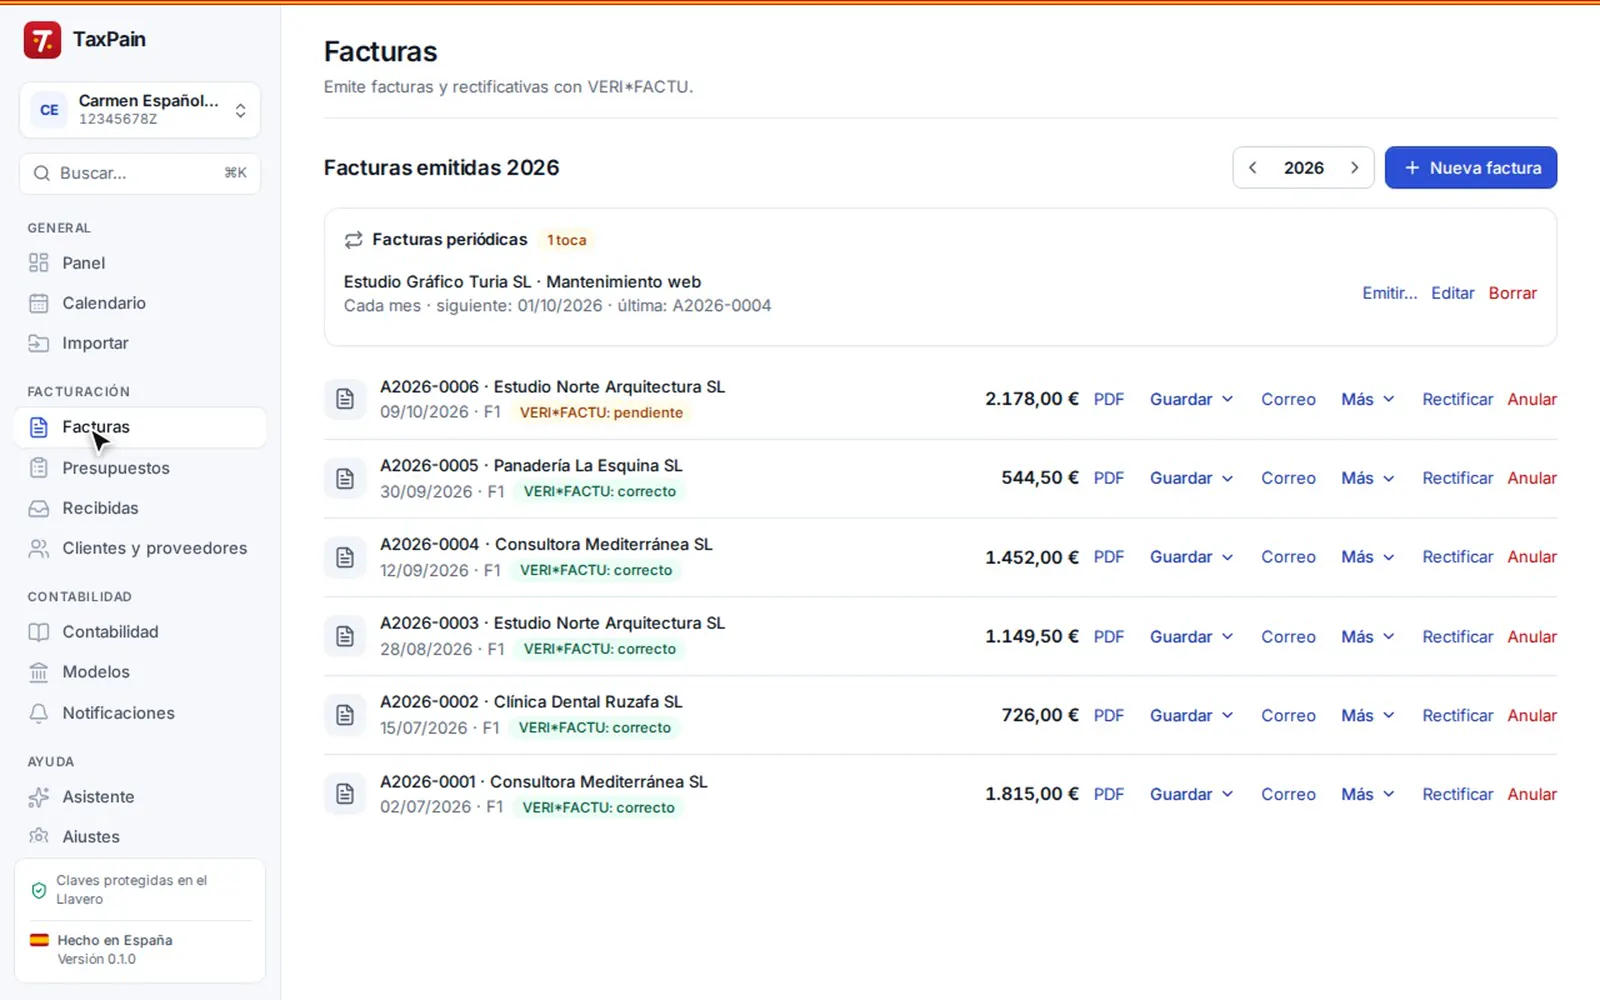 TaxPain
CE
Carmen Español...
12345678Z
Buscar...
⌘K
GENERAL
Panel
Calendario
Importar
FACTURACIÓN
Facturas
Presupuestos
Recibidas
Clientes y proveedores
CONTABILIDAD
Contabilidad
Modelos
Notificaciones
AYUDA
Asistente
Ajustes
Claves protegidas en el
Llavero
Hecho en España
Versión 0.1.0
Facturas
Emite facturas y rectificativas con VERI*FACTU.
Facturas emitidas 2026
2026
+ Nueva factura
Facturas periódicas 1 toca
Estudio Gráfico Turia SL · Mantenimiento web
Cada mes · siguiente: 01/10/2026 · última: A2026-0004
Emitir... Editar Borrar
A2026-0006 · Estudio Norte Arquitectura SL
09/10/2026 · F1 VERI*FACTU: pendiente
2.178,00 € PDF Guardar Correo Más Rectificar Anular
A2026-0005 · Panadería La Esquina SL
30/09/2026 · F1 VERI*FACTU: correcto
544,50 € PDF Guardar Correo Más Rectificar Anular
A2026-0004 · Consultora Mediterránea SL
12/09/2026 · F1 VERI*FACTU: correcto
1.452,00 € PDF Guardar Correo Más Rectificar Anular
A2026-0003 · Estudio Norte Arquitectura SL
28/08/2026 · F1 VERI*FACTU: correcto
1.149,50 € PDF Guardar Correo Más Rectificar Anular
A2026-0002 · Clínica Dental Ruzafa SL
15/07/2026 · F1 VERI*FACTU: correcto
726,00 € PDF Guardar Correo Más Rectificar Anular
A2026-0001 · Consultora Mediterránea SL
02/07/2026 · F1 VERI*FACTU: correcto
1.815,00 € PDF Guardar Correo Más Rectificar Anular